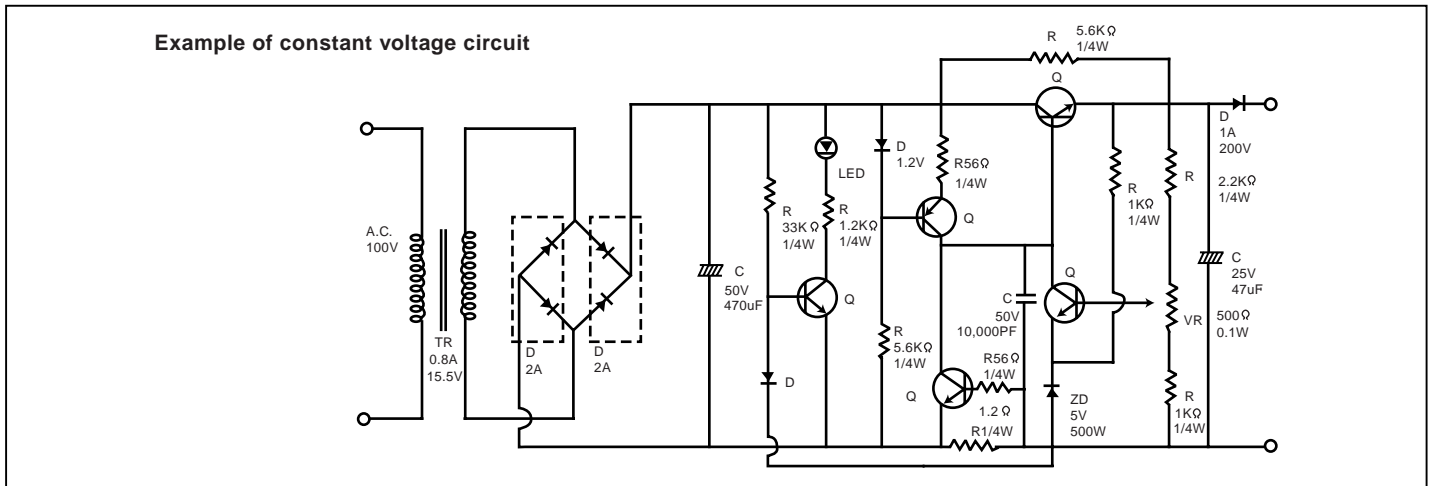 Example of constant voltage circuit
R
5.6KΩ
1/4W
Q
D
1A
200V
D
1.2V
LED
R56Ω
1/4W
R
1KΩ
1/4W
R
2.2KΩ
1/4W
A.C.
100V
R
33KΩ
1/4W
R
1.2KΩ
1/4W
Q
C
50V
470uF
Q
C
50V
10,000PF
Q
C
25V
47uF
VR
500Ω
0.1W
TR
0.8A
15.5V
D
2A
D
2A
R
5.6KΩ
1/4W
D
Q
R56Ω
1/4W
1.2Ω
R1/4W
ZD
5V
500W
R
1KΩ
1/4W